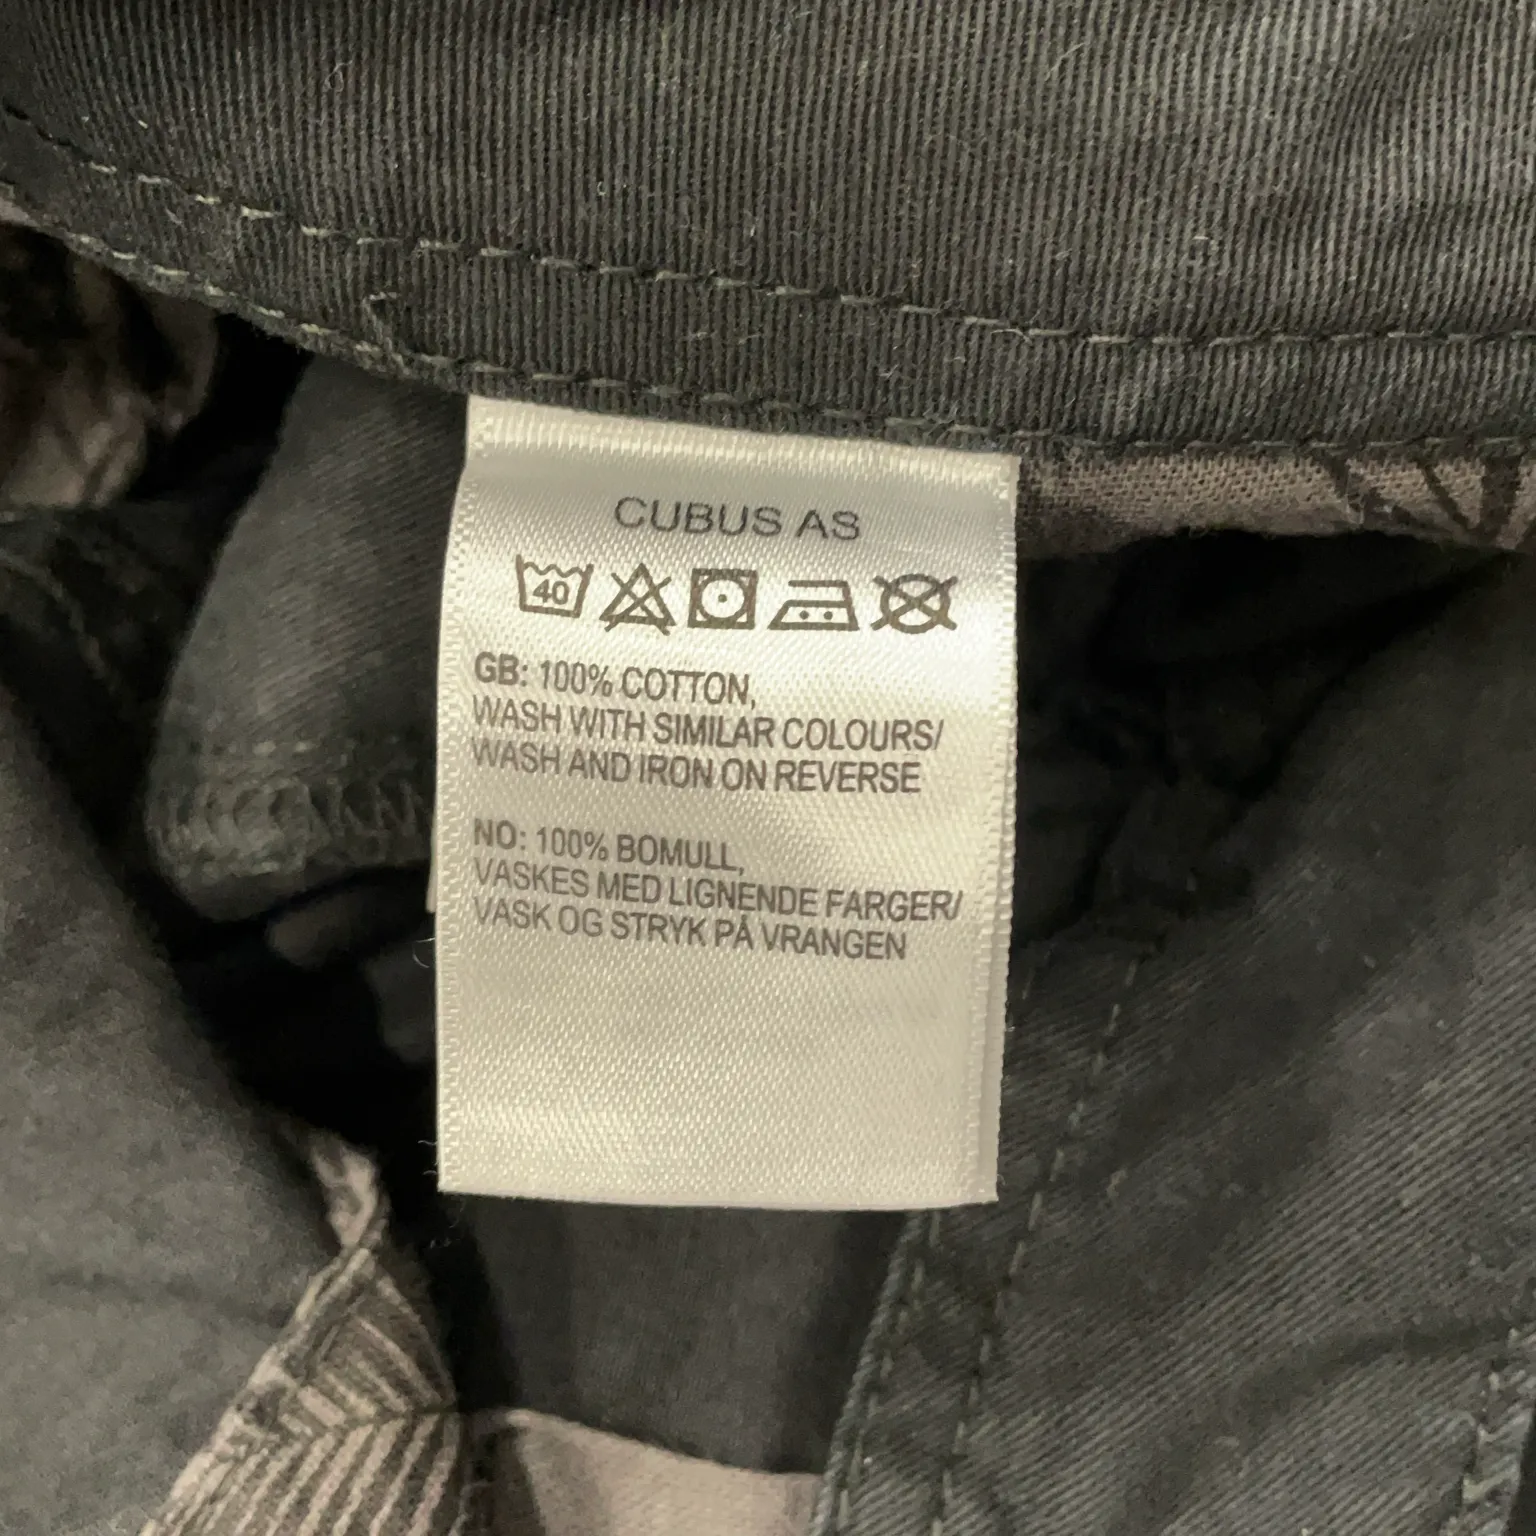 CUBUS AS
40
GB: 100% COTTON,
WASH WITH SIMILAR COLOURS/
WASH AND IRON ON REVERSE
NO: 100% BOMULL,
VASKES MED LIGNENDE FARGER/
VASK OG STRYK PÅ VRANGEN